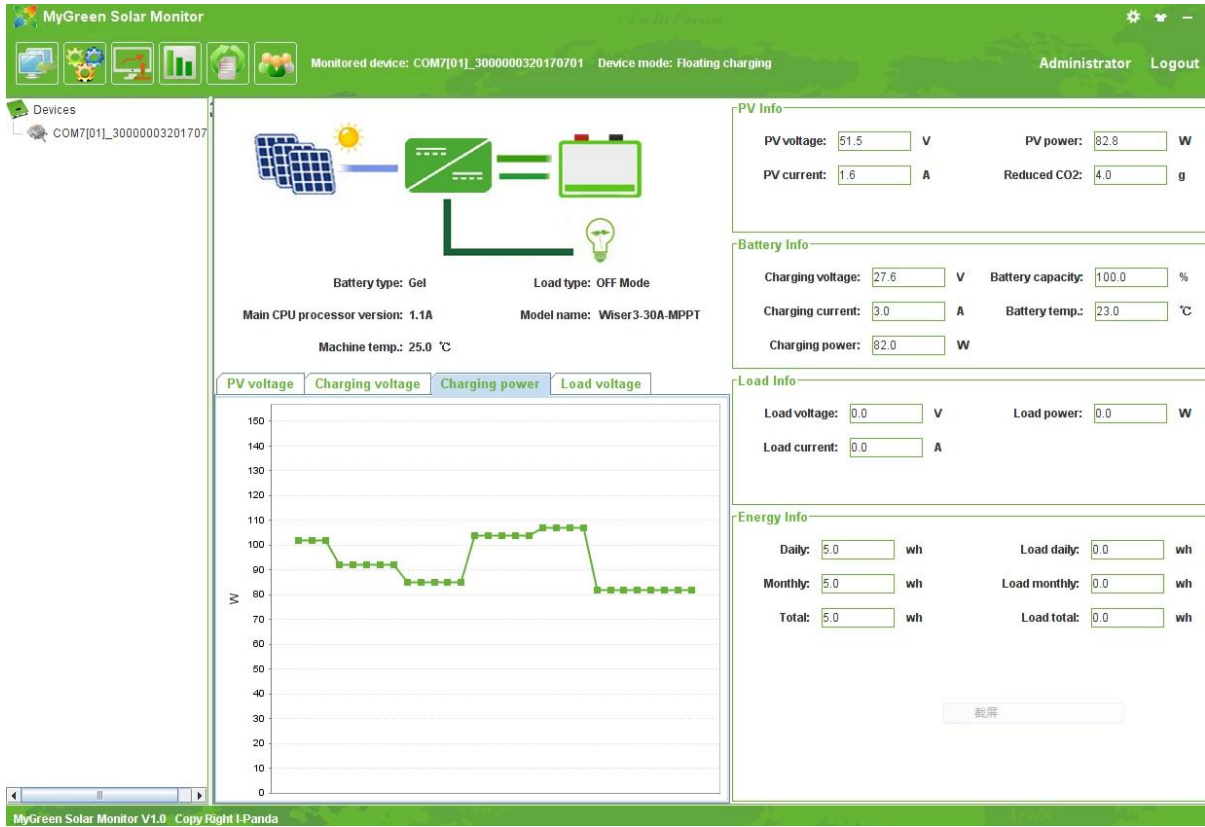 MyGreen Solar Monitor
Monitored device: COM7[01]_3000000320170701 Device mode: Floating charging
Administrator Logout
Devices
COM7[01]_30000003201707
Battery type: Gel Load type: OFF Mode
Main CPU processor version: 1.1A Model name: Wiser3-30A-MPPT
Machine temp.: 25.0 ℃
PV voltage Charging voltage Charging power Load voltage
150
140
130
120
110
100
90
80
70
60
50
40
30
20
10
0
W
PV Info
PV voltage: 51.5 V PV power: 82.8 W
PV current: 1.6 A Reduced CO2: 4.0 g
Battery Info
Charging voltage: 27.6 V Battery capacity: 100.0 %
Charging current: 3.0 A Battery temp.: 23.0 ℃
Charging power: 82.0 W
Load Info
Load voltage: 0.0 V Load power: 0.0 W
Load current: 0.0 A
Energy Info
Daily: 5.0 wh Load daily: 0.0 wh
Monthly: 5.0 wh Load monthly: 0.0 wh
Total: 5.0 wh Load total: 0.0 wh
截屏
MyGreen Solar Monitor V1.0 Copy Right I-Panda